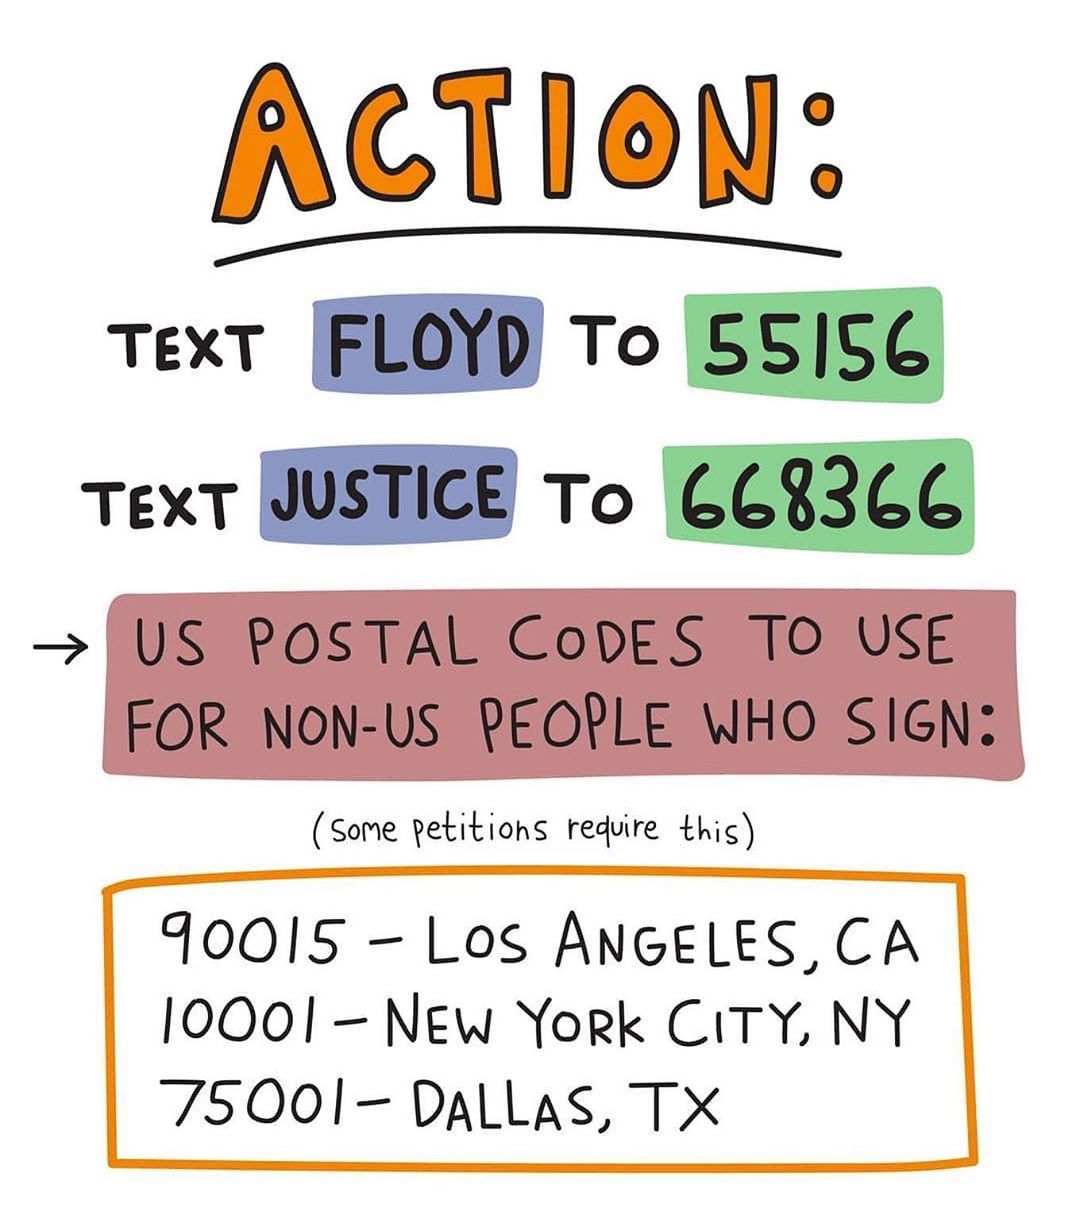 ACTION:
TEXT FLOYD TO 55156
TEXT JUSTICE TO 668366
→ US POSTAL CODES TO USE
FOR NON-US PEOPLE WHO SIGN:
(Some petitions require this)
90015 – LOS ANGELES, CA
10001 – NEW YORK CITY, NY
75001 – DALLAS, TX